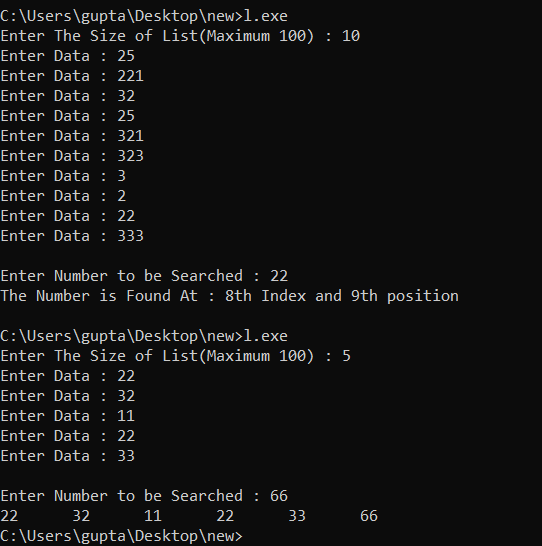 C:\Users\gupta\Desktop\new>l.exe
Enter The Size of List(Maximum 100) : 10
Enter Data : 25
Enter Data : 221
Enter Data : 32
Enter Data : 25
Enter Data : 321
Enter Data : 323
Enter Data : 3
Enter Data : 2
Enter Data : 22
Enter Data : 333

Enter Number to be Searched : 22
The Number is Found At : 8th Index and 9th position

C:\Users\gupta\Desktop\new>l.exe
Enter The Size of List(Maximum 100) : 5
Enter Data : 22
Enter Data : 32
Enter Data : 11
Enter Data : 22
Enter Data : 33

Enter Number to be Searched : 66
22      32      11      22      33      66
C:\Users\gupta\Desktop\new>